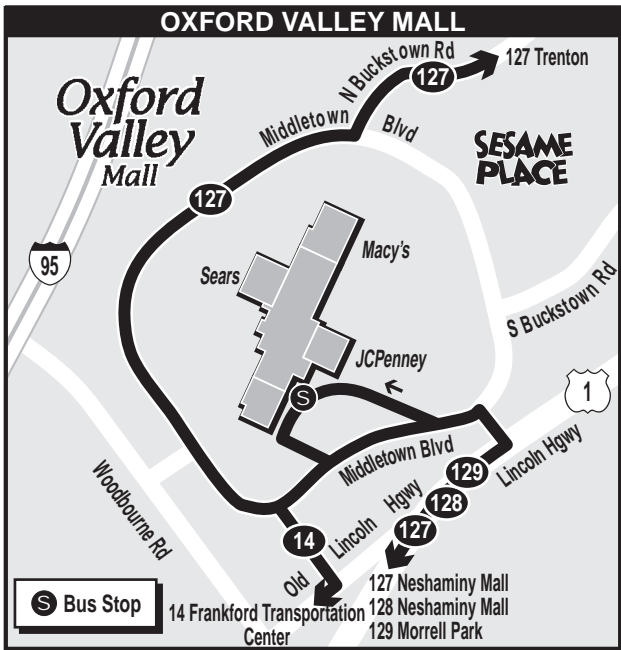 OXFORD VALLEY MALL
N Buckstown Rd
127
127 Trenton
Oxford
Valley
Mall
Middletown Blvd
SESAME
PLACE
127
95
Macy's
Sears
S Buckstown Rd
JCPenney
S
1
Middletown Blvd
Lincoln Hgwy
129
128
127
Woodbourne Rd
14
Old Lincoln Hgwy
S Bus Stop
14 Frankford Transportation
Center
127 Neshaminy Mall
128 Neshaminy Mall
129 Morrell Park